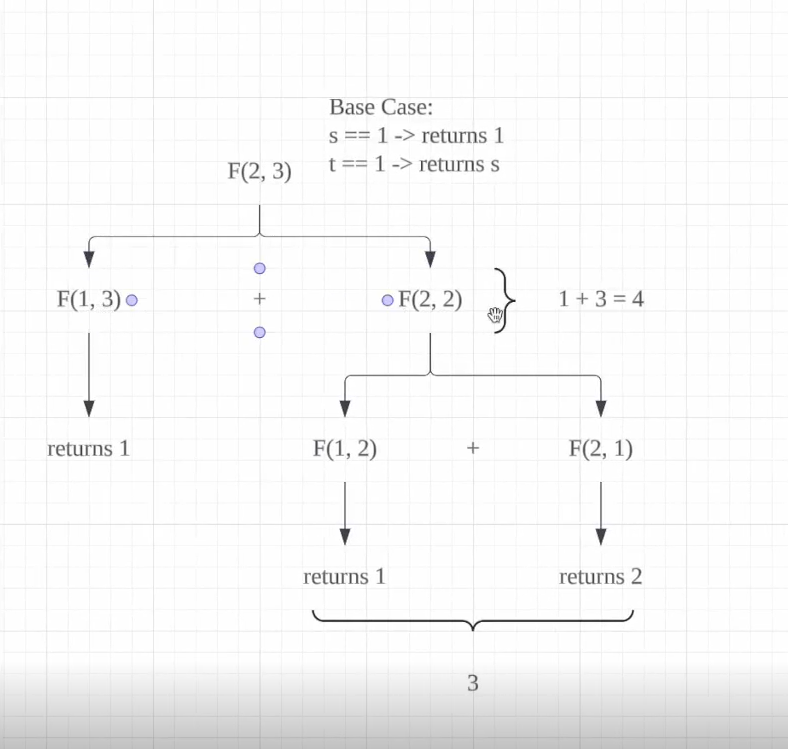 Base Case:
s == 1 -> returns 1
t == 1 -> returns s
F(2, 3)
F(1, 3)
+
F(2, 2)
1 + 3 = 4
returns 1
F(1, 2)
+
F(2, 1)
returns 1
returns 2
3